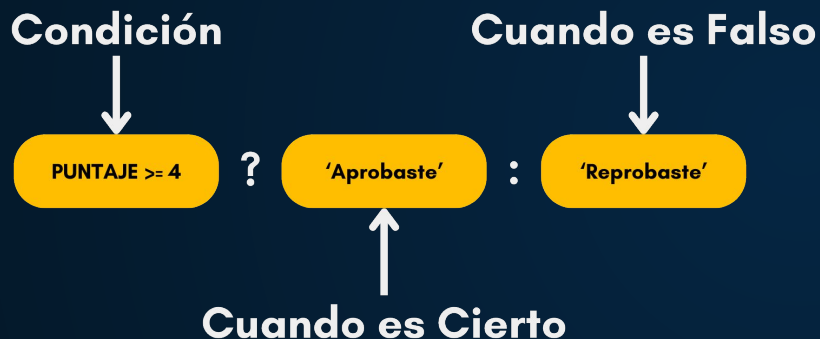 Condición
Cuando es Falso
PUNTAJE >= 4 ? ‘Aprobaste’ : ‘Reprobaste’
Cuando es Cierto